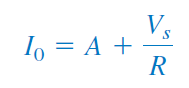 I₀ = A + Vₛ/R